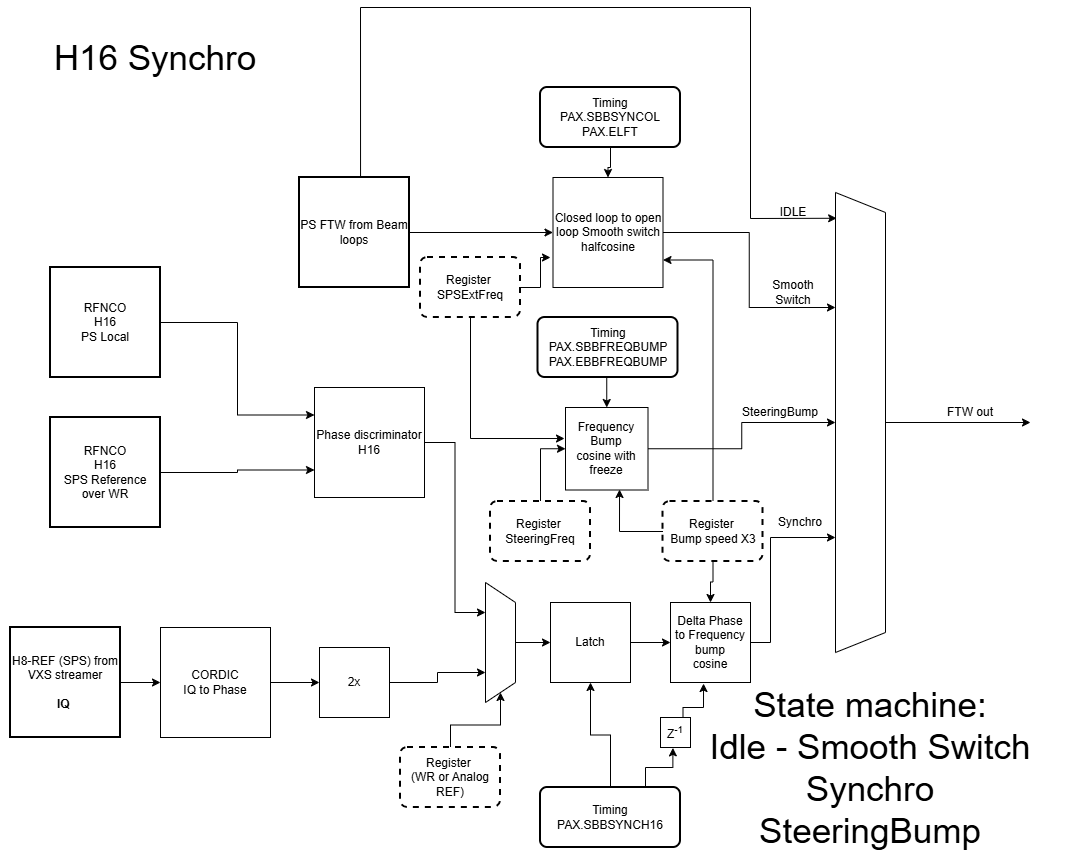 H16 Synchro
Timing
PAX.SBBSYNCOL
PAX.ELFT
PS FTW from Beam
loops
Closed loop to open
loop Smooth switch
halfcosine
IDLE
Register
SPSExtFreq
Smooth
Switch
RFNCO
H16
PS Local
Timing
PAX.SBBFREQBUMP
PAX.EBBFREQBUMP
Phase discriminator
H16
Frequency
Bump
cosine with
freeze
SteeringBump
FTW out
RFNCO
H16
SPS Reference
over WR
Register
SteeringFreq
Register
Bump speed X3
Synchro
H8-REF (SPS) from
VXS streamer
IQ
CORDIC
IQ to Phase
2x
Latch
Delta Phase
to Frequency
bump
cosine
Register
(WR or Analog
REF)
Z-1
Timing
PAX.SBBSYNCH16
State machine:
Idle - Smooth Switch
Synchro
SteeringBump